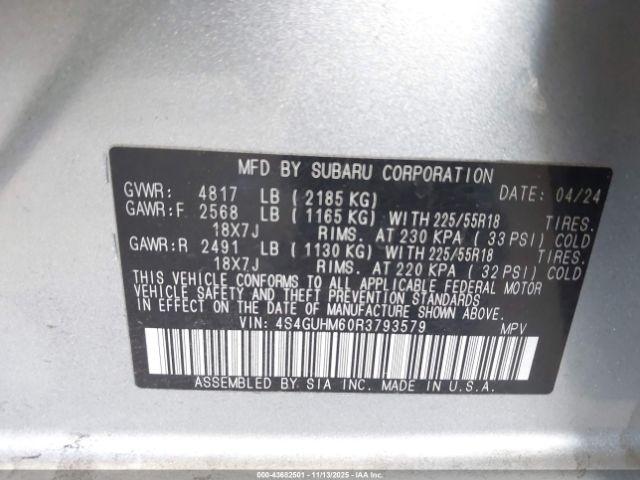 MFD BY SUBARU CORPORATION
GVWR: 4817 LB ( 2185 KG) DATE: 04/24
GAWR:F 2568 LB ( 1165 KG) WITH 225/55R18 TIRES.
18X7J RIMS. AT 230 KPA ( 33 PSI) COLD
GAWR:R 2491 LB ( 1130 KG) WITH 225/55R18 TIRES.
18X7J RIMS. AT 220 KPA ( 32 PSI) COLD
THIS VEHICLE CONFORMS TO ALL APPLICABLE FEDERAL MOTOR
VEHICLE SAFETY AND THEFT PREVENTION STANDARDS
IN EFFECT ON THE DATE OF MANUFACTURE SHOWN ABOVE.
VIN: 4S4GUHM60R3793579 MPV
ASSEMBLED BY SIA INC. MADE IN U.S.A.
© IAA 43682501 - 11/13/2025 - IAAI.COM